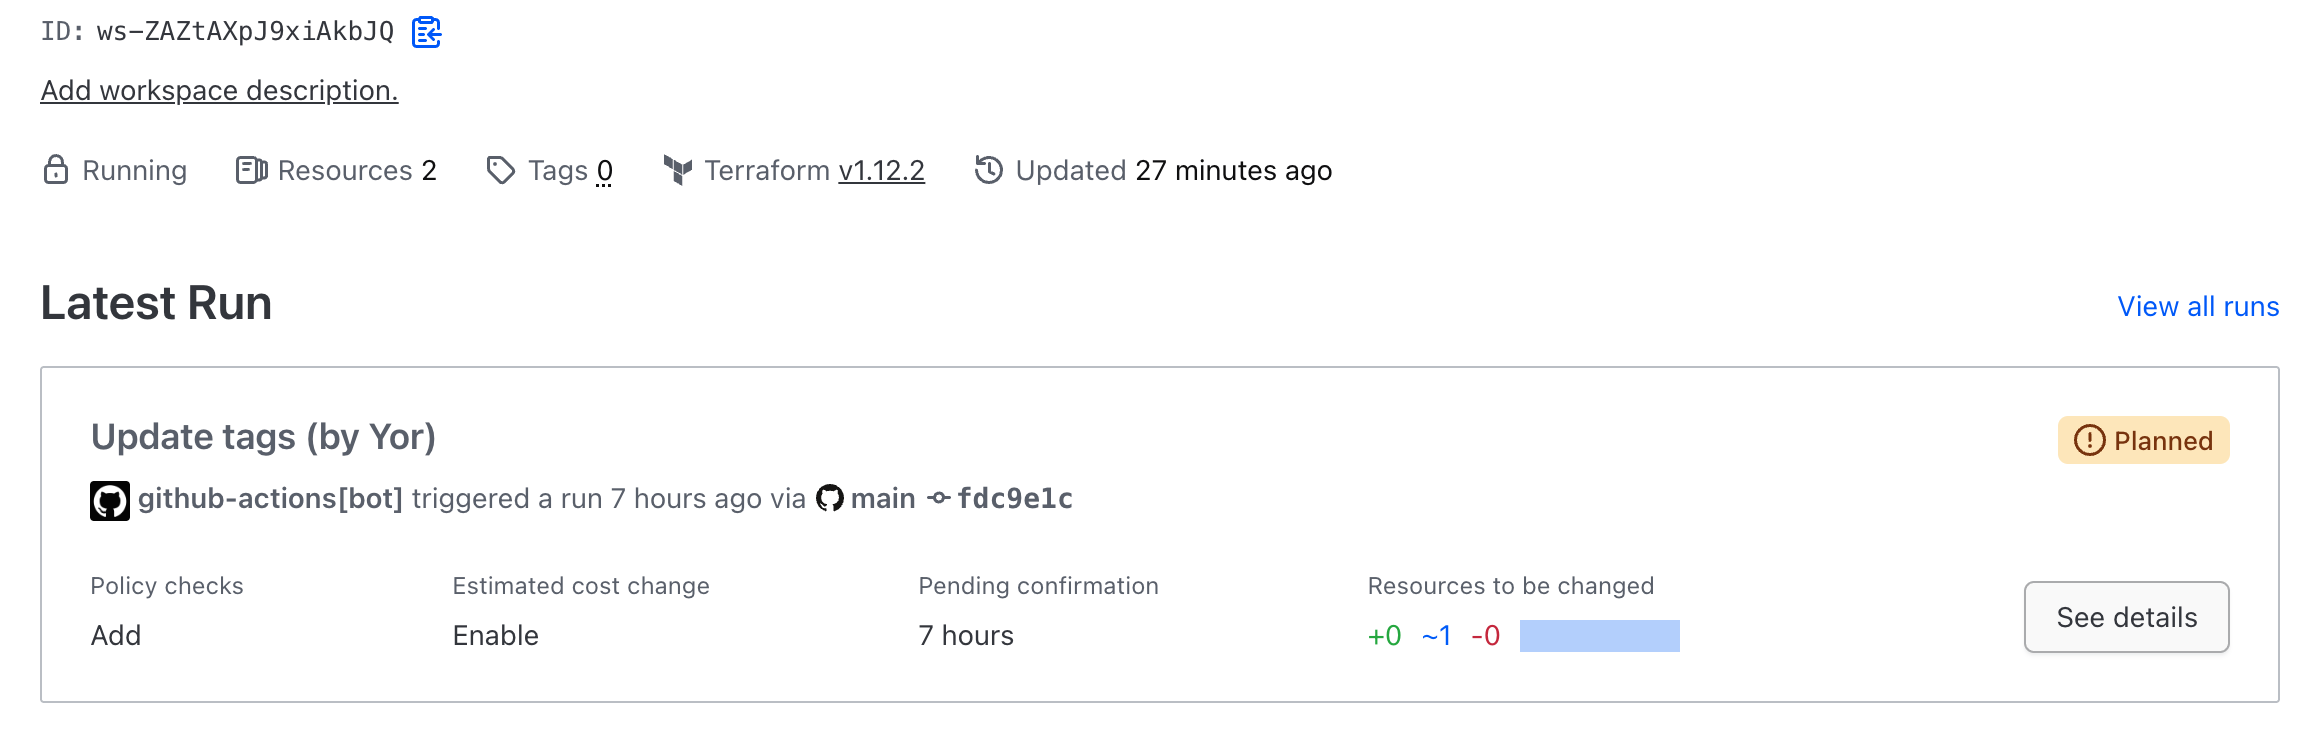 ID: ws-ZAZtAXpJ9xiAkbJQ
Add workspace description.
Running Resources 2 Tags 0 Terraform v1.12.2 Updated 27 minutes ago
Latest Run
View all runs
Update tags (by Yor)
Planned
github-actions[bot] triggered a run 7 hours ago via main fdc9e1c
Policy checks Estimated cost change Pending confirmation Resources to be changed
Add Enable 7 hours +0 ~1 -0
See details